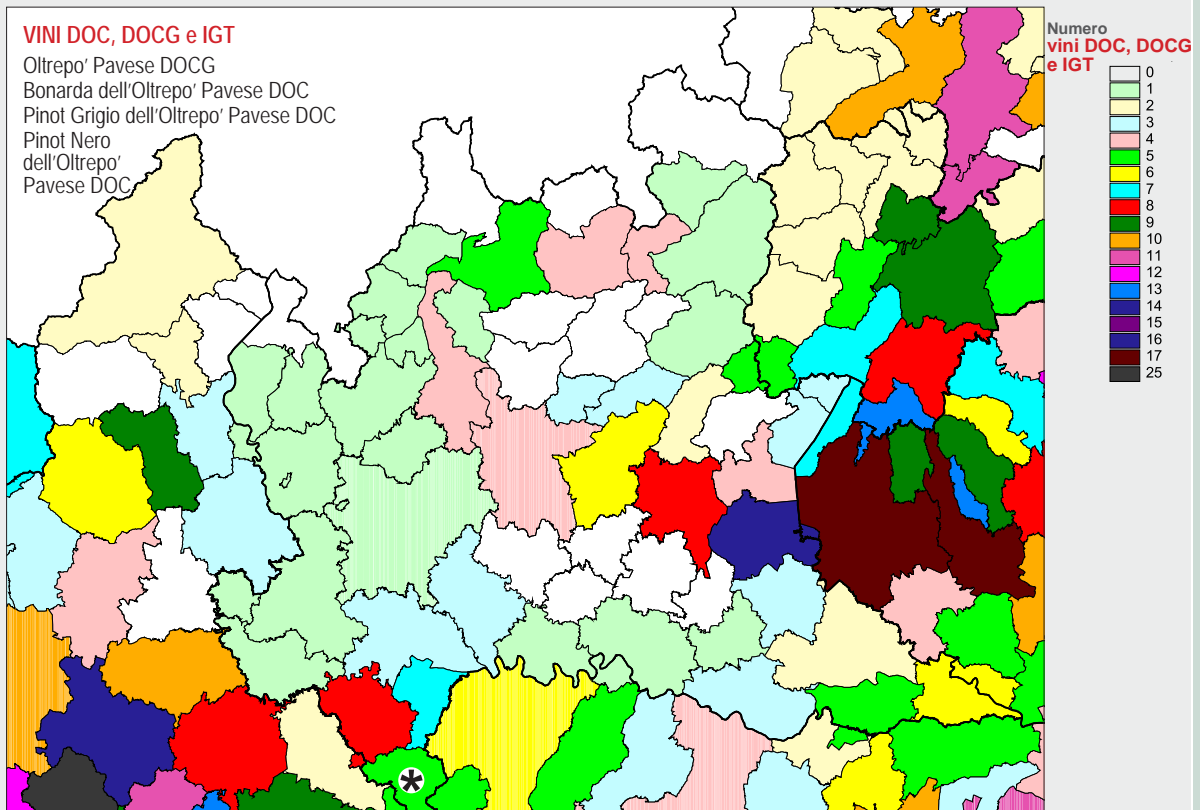 VINI DOC, DOCG e IGT
Oltrepo' Pavese DOCG
Bonarda dell'Oltrepo' Pavese DOC
Pinot Grigio dell'Oltrepo' Pavese DOC
Pinot Nero
dell'Oltrepo'
Pavese DOC
Numero
vini DOC, DOCG
e IGT
0
1
2
3
4
5
6
7
8
9
10
11
12
13
14
15
16
17
25
*